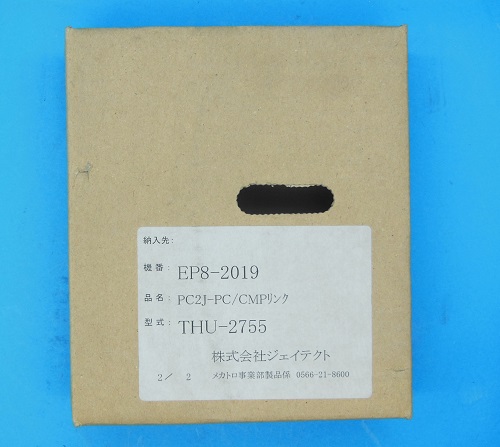 納入先:
機番: EP8-2019
品名: PC2J-PC/CMPリンク
型式: THU-2755
株式会社ジェイテクト
2/ 2 メカトロ事業部製品係 0566-21-8600